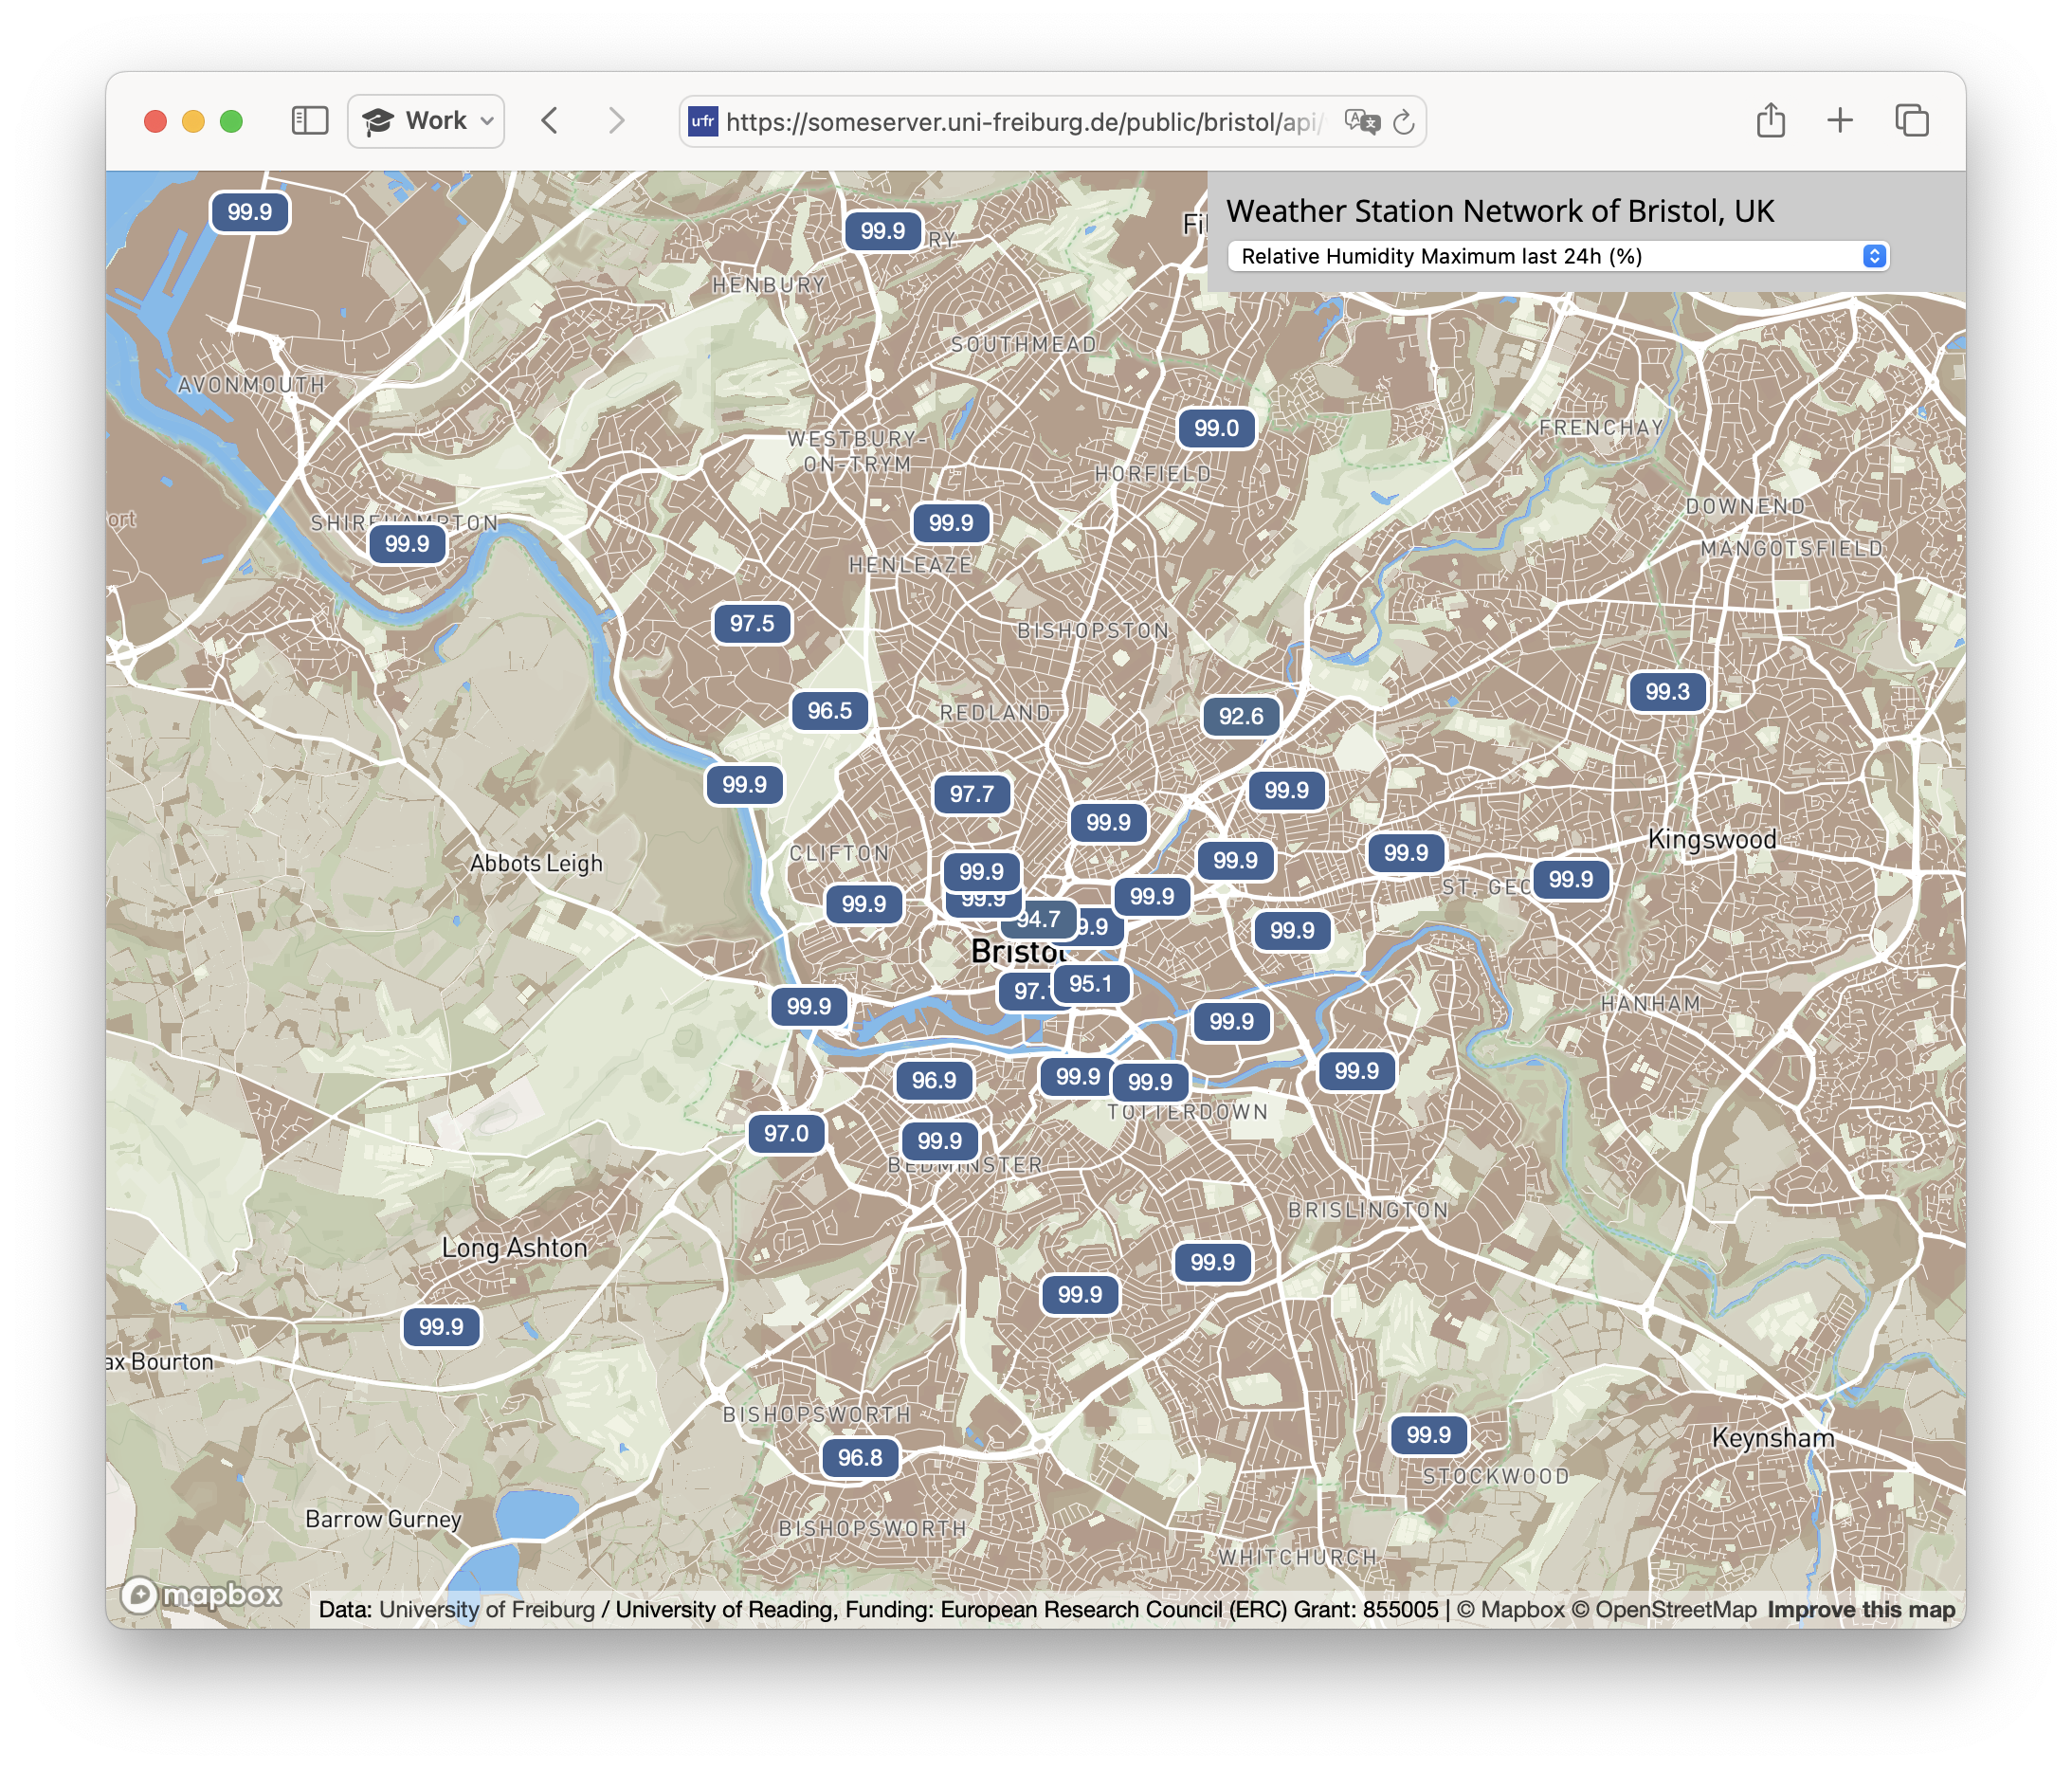 Work
ufr
https://someserver.uni-freiburg.de/public/bristol/api/
Weather Station Network of Bristol, UK
Relative Humidity Maximum last 24h (%)
99.9
99.9
HENBURY
SOUTHMEAD
AVONMOUTH
99.0
FRENCHAY
WESTBURY-
ON-TRYM
HORFIELD
DOWNEND
SHIREHAMPTON
99.9
99.9
MANGOTSFIELD
HENLEAZE
97.5
BISHOPSTON
99.3
96.5
REDLAND
92.6
99.9
97.7
99.9
99.9
Kingswood
CLIFTON
99.9
99.9
Abbots Leigh
99.9
99.9
ST. GEO
99.9
99.9
99.9
99.9
94.7
9.9
99.9
Bristol
97.
95.1
HANHAM
99.9
99.9
99.9
96.9
99.9
99.9
TOTTERDOWN
97.0
99.9
BEDMINSTER
BRISLINGTON
Long Ashton
99.9
99.9
99.9
ax Bourton
BISHOPSWORTH
99.9
Keynsham
96.8
STOCKWOOD
Barrow Gurney
BISHOPSWORTH
WHITCHURCH
mapbox
Data: University of Freiburg / University of Reading, Funding: European Research Council (ERC) Grant: 855005 | © Mapbox © OpenStreetMap Improve this map